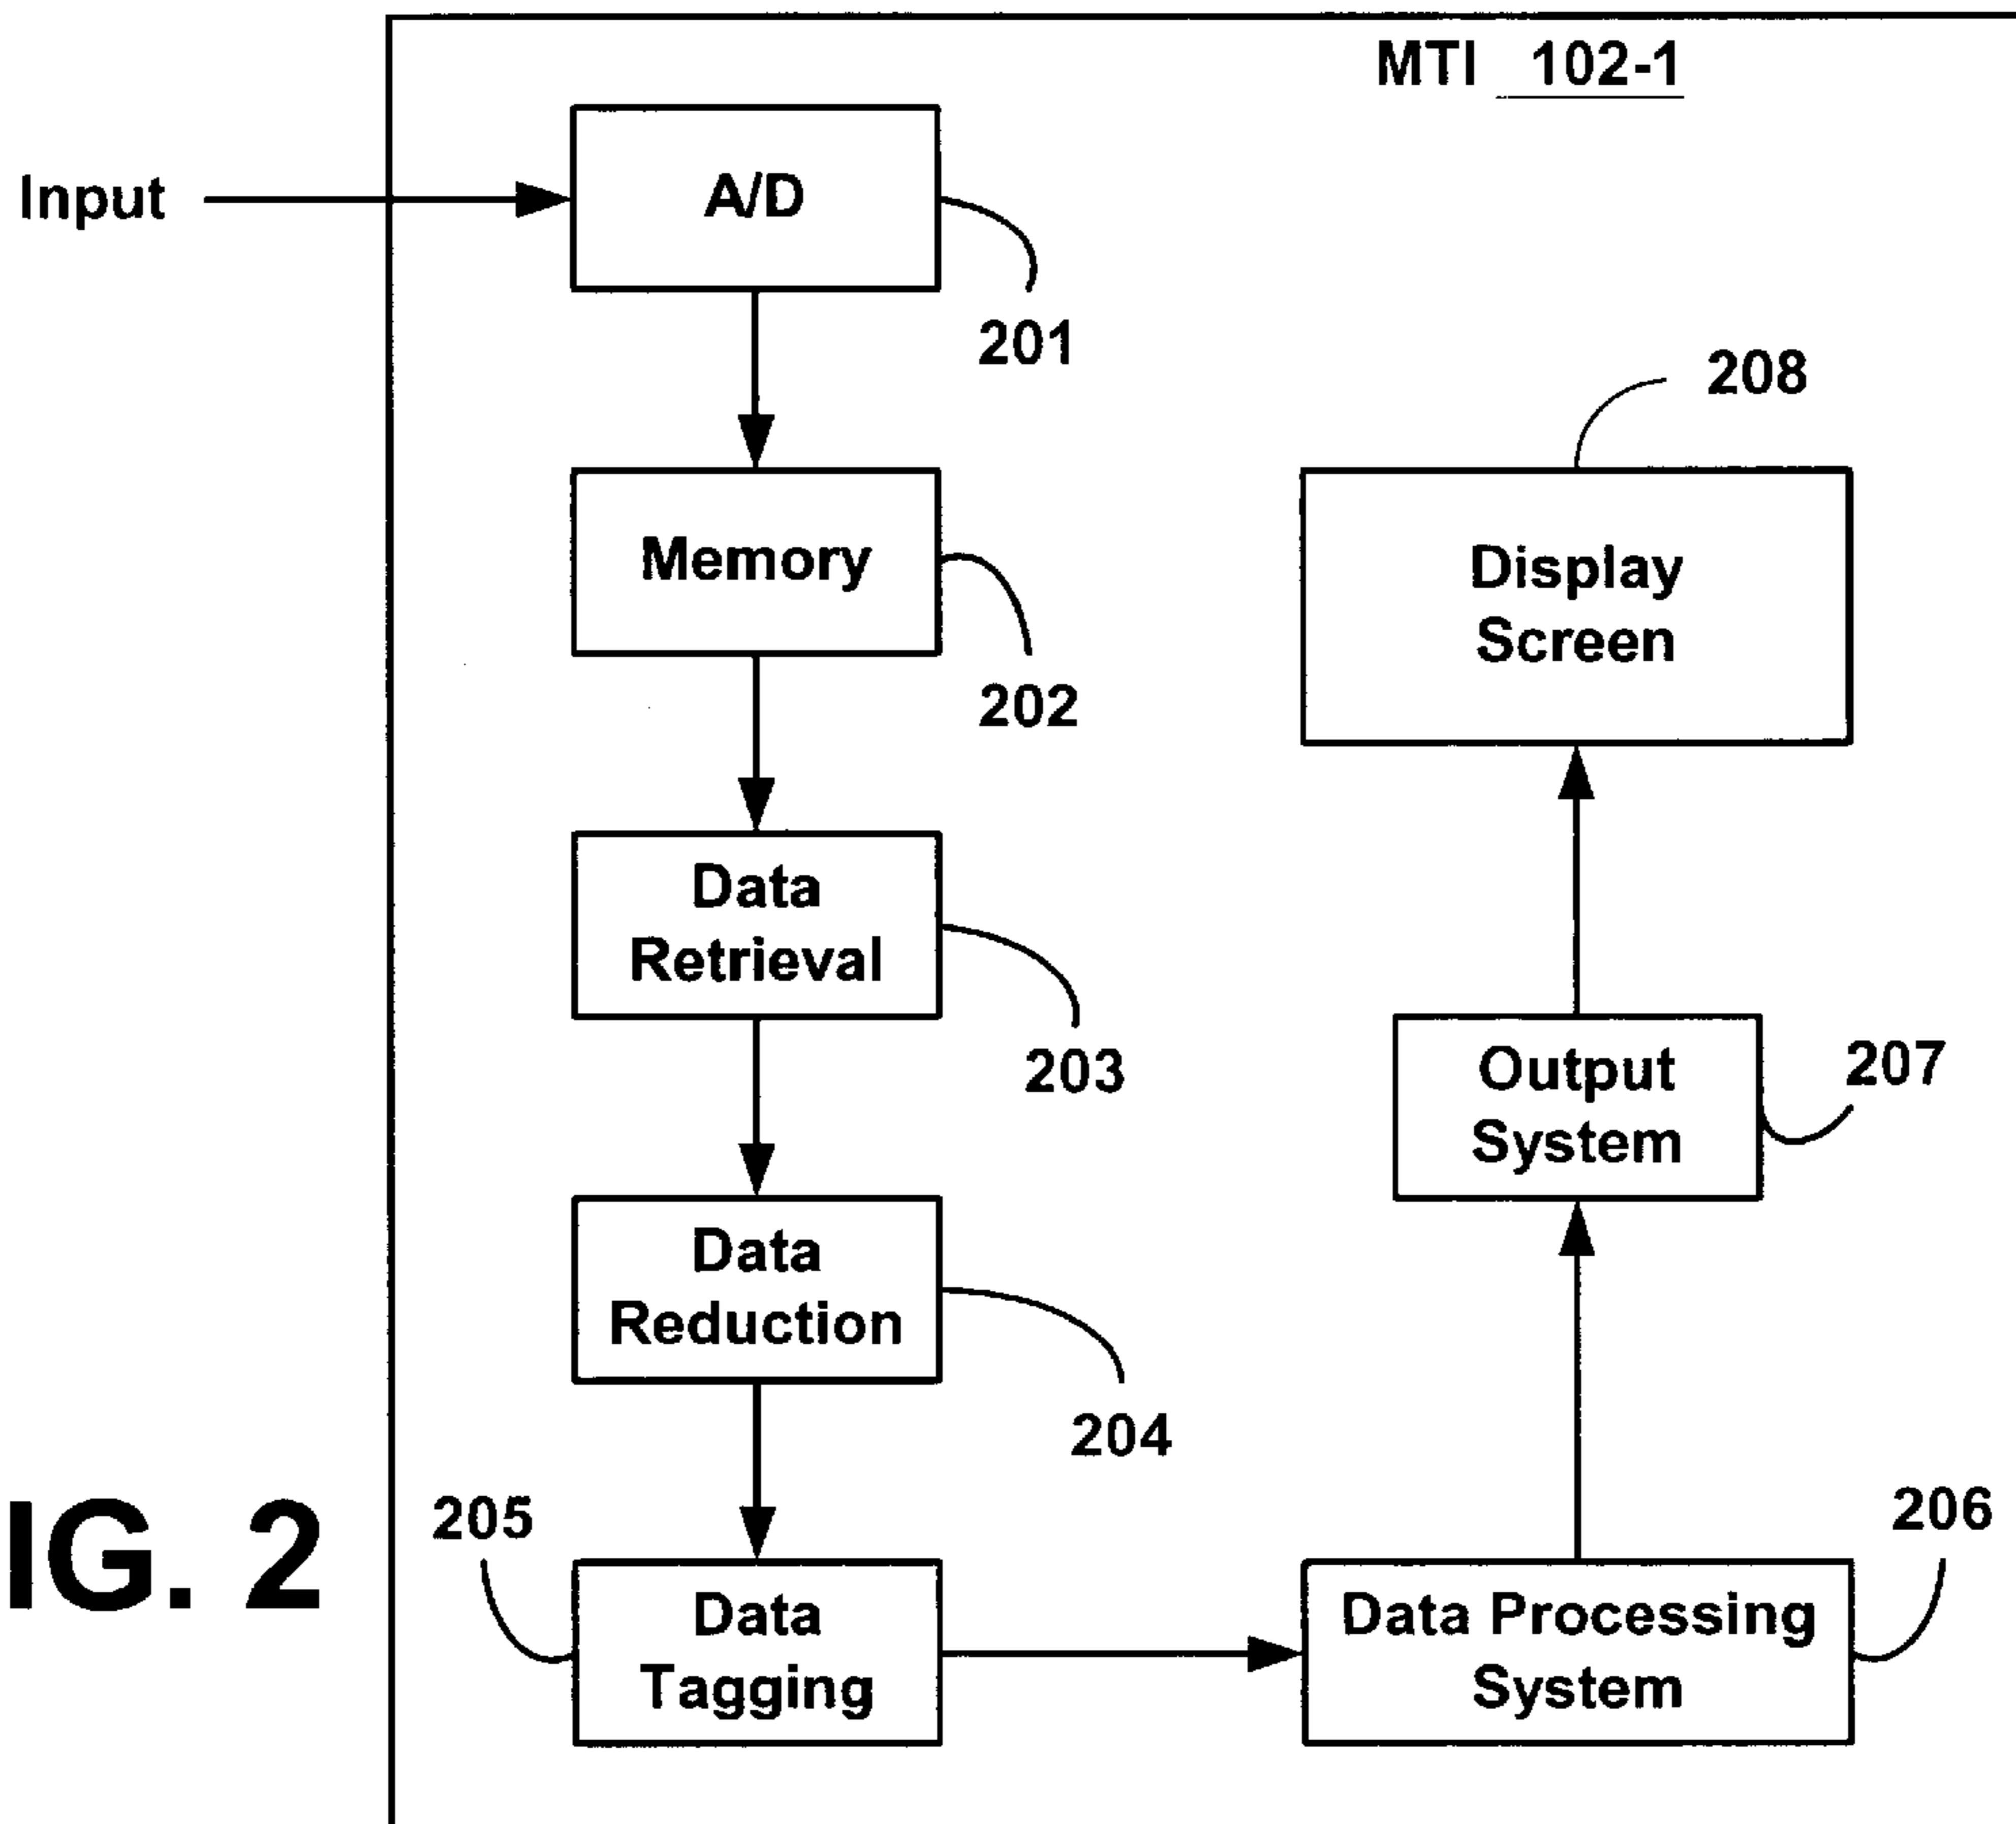 MTI 102-1
Input
A/D
201
208
Memory
202
Display
Screen
Data
Retrieval
203
Output
System
207
Data
Reduction
204
IG. 2
205
206
Data
Tagging
Data Processing
System